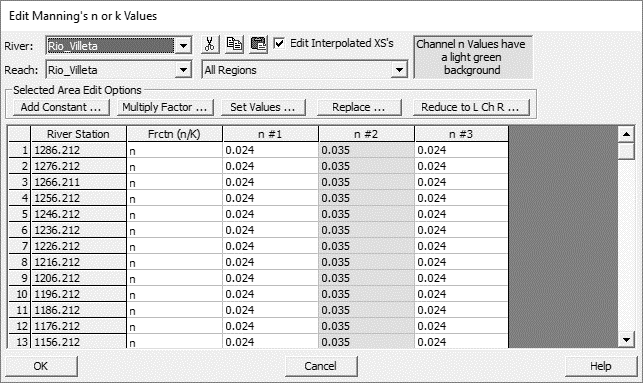 Edit Manning's n or k Values
River: Rio_Villeta Edit Interpolated XS's
Channel n Values have
a light green
background
Reach: Rio_Villeta All Regions
Selected Area Edit Options
Add Constant ... Multiply Factor ... Set Values ... Replace ... Reduce to L Ch R ...
River Station Frctn (n/K) n #1 n #2 n #3
1 1286.212 n 0.024 0.035 0.024
2 1276.212 n 0.024 0.035 0.024
3 1266.211 n 0.024 0.035 0.024
4 1256.212 n 0.024 0.035 0.024
5 1246.212 n 0.024 0.035 0.024
6 1236.212 n 0.024 0.035 0.024
7 1226.212 n 0.024 0.035 0.024
8 1216.212 n 0.024 0.035 0.024
9 1206.212 n 0.024 0.035 0.024
10 1196.212 n 0.024 0.035 0.024
11 1186.212 n 0.024 0.035 0.024
12 1176.212 n 0.024 0.035 0.024
13 1156.212 n 0.024 0.035 0.024
OK Cancel Help